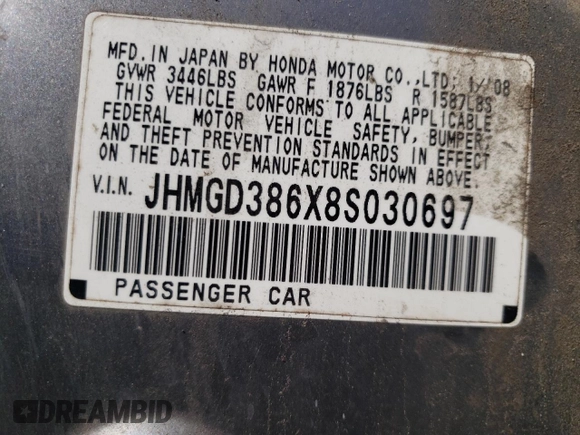 MFD. IN JAPAN BY HONDA MOTOR CO., LTD; 1/'08
GVWR 3446LBS GAWR F 1876LBS R 1587LBS
THIS VEHICLE CONFORMS TO ALL APPLICABLE
FEDERAL MOTOR VEHICLE SAFETY, BUMPER,
AND THEFT PREVENTION STANDARDS IN EFFECT
ON THE DATE OF MANUFACTURE SHOWN ABOVE.
V.I.N. JHMGD386X8S030697
PASSENGER CAR
DREAMBID